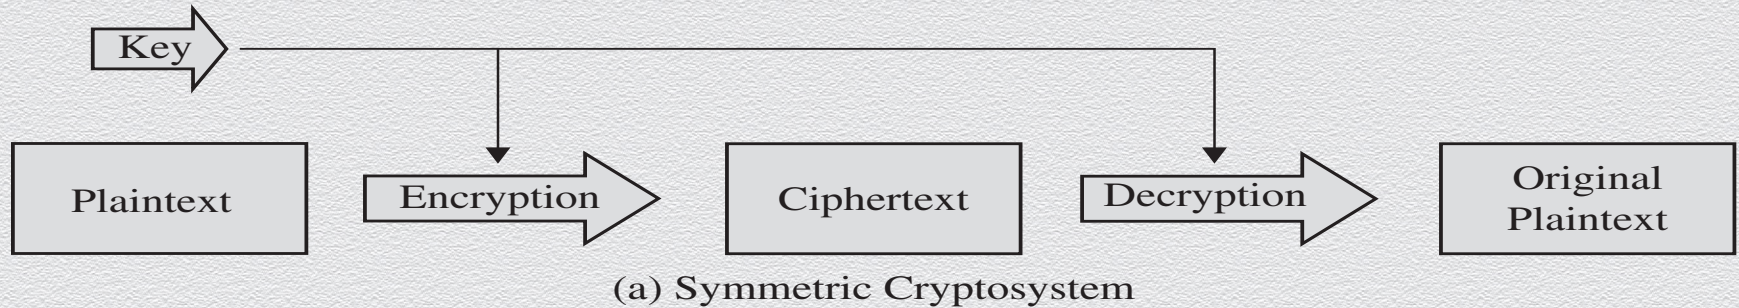 Key
Plaintext
Encryption
Ciphertext
Decryption
Original
Plaintext
(a) Symmetric Cryptosystem